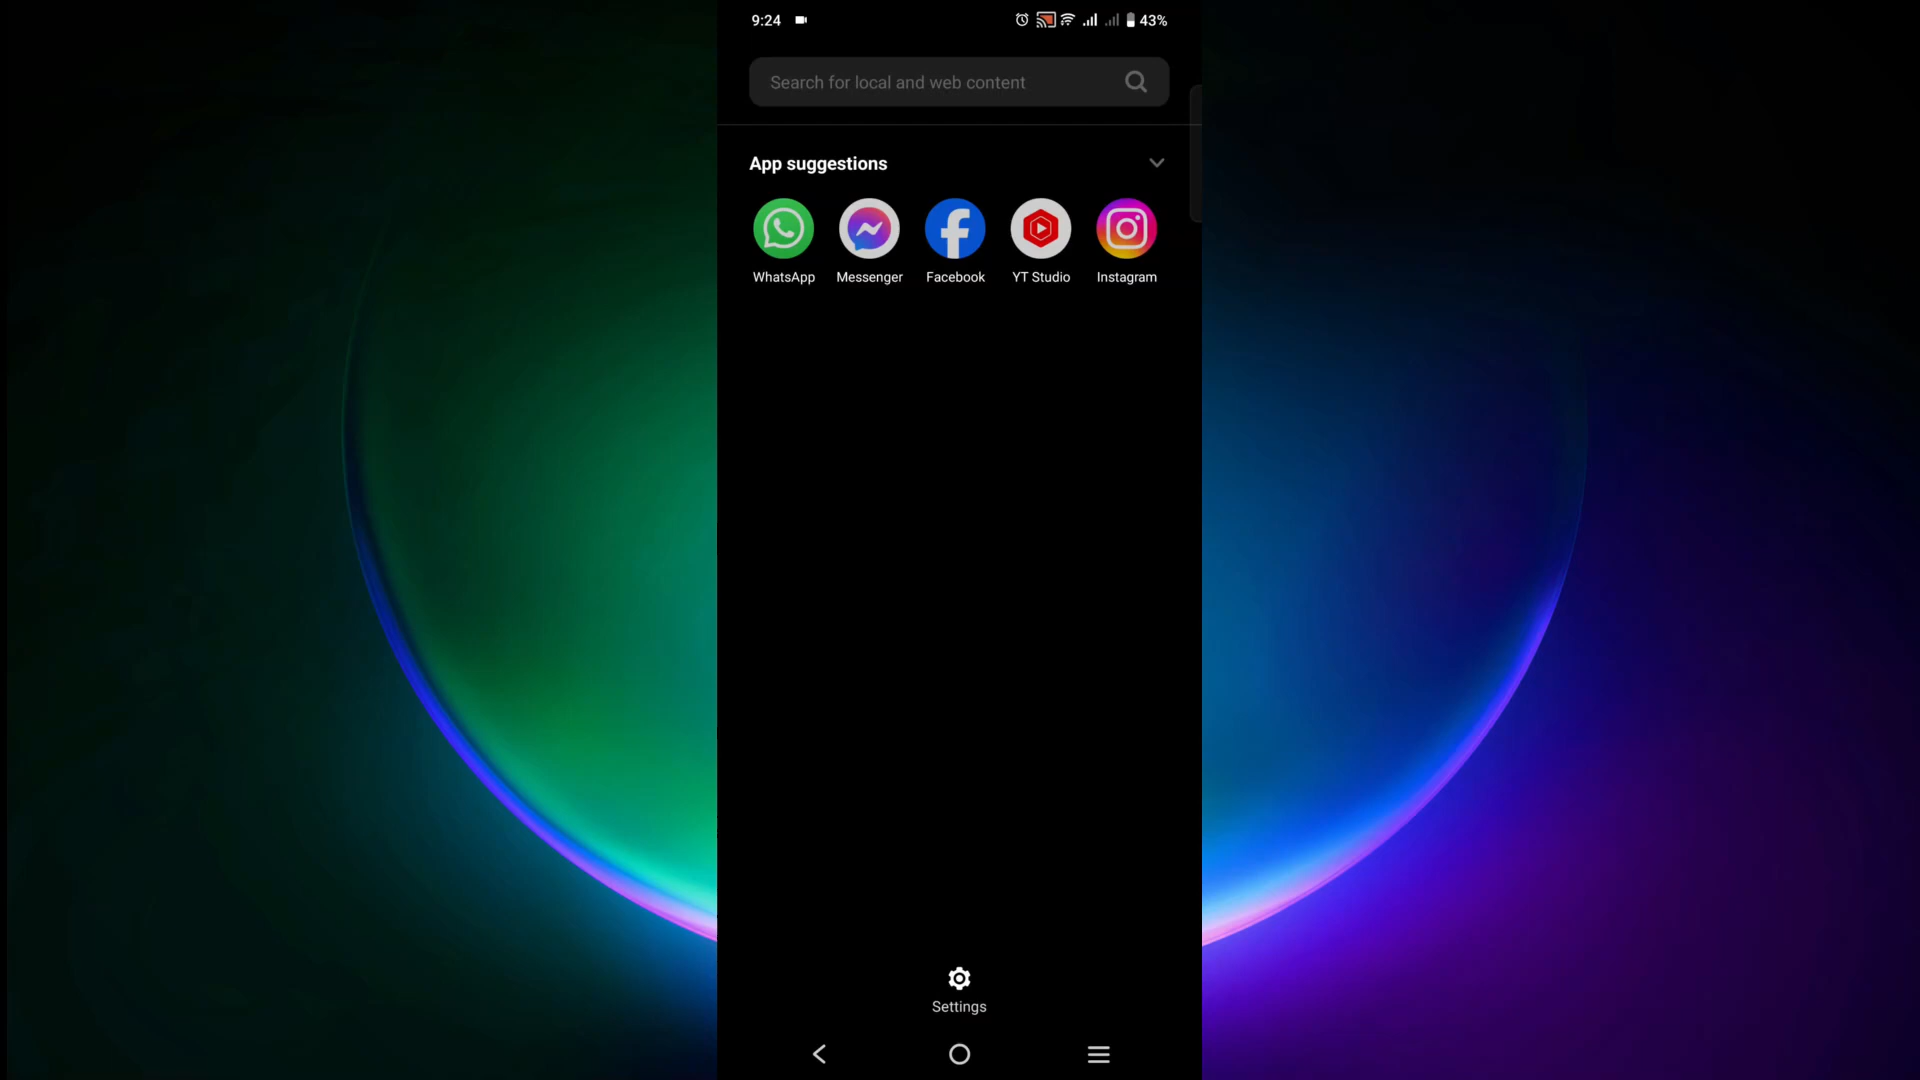 9:24 43%
Search for local and web content
App suggestions
WhatsApp Messenger Facebook YT Studio Instagram
Settings